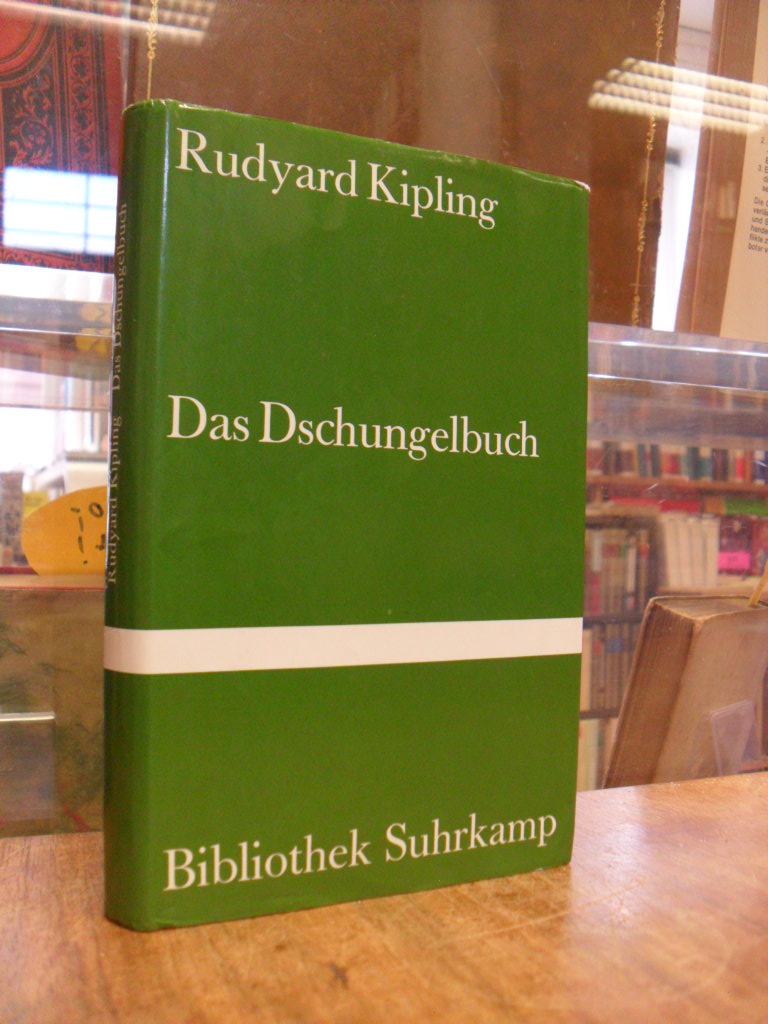 Rudyard Kipling
Das Dschungelbuch
Bibliothek Suhrkamp
Rudyard Kipling Das Dschungelbuch